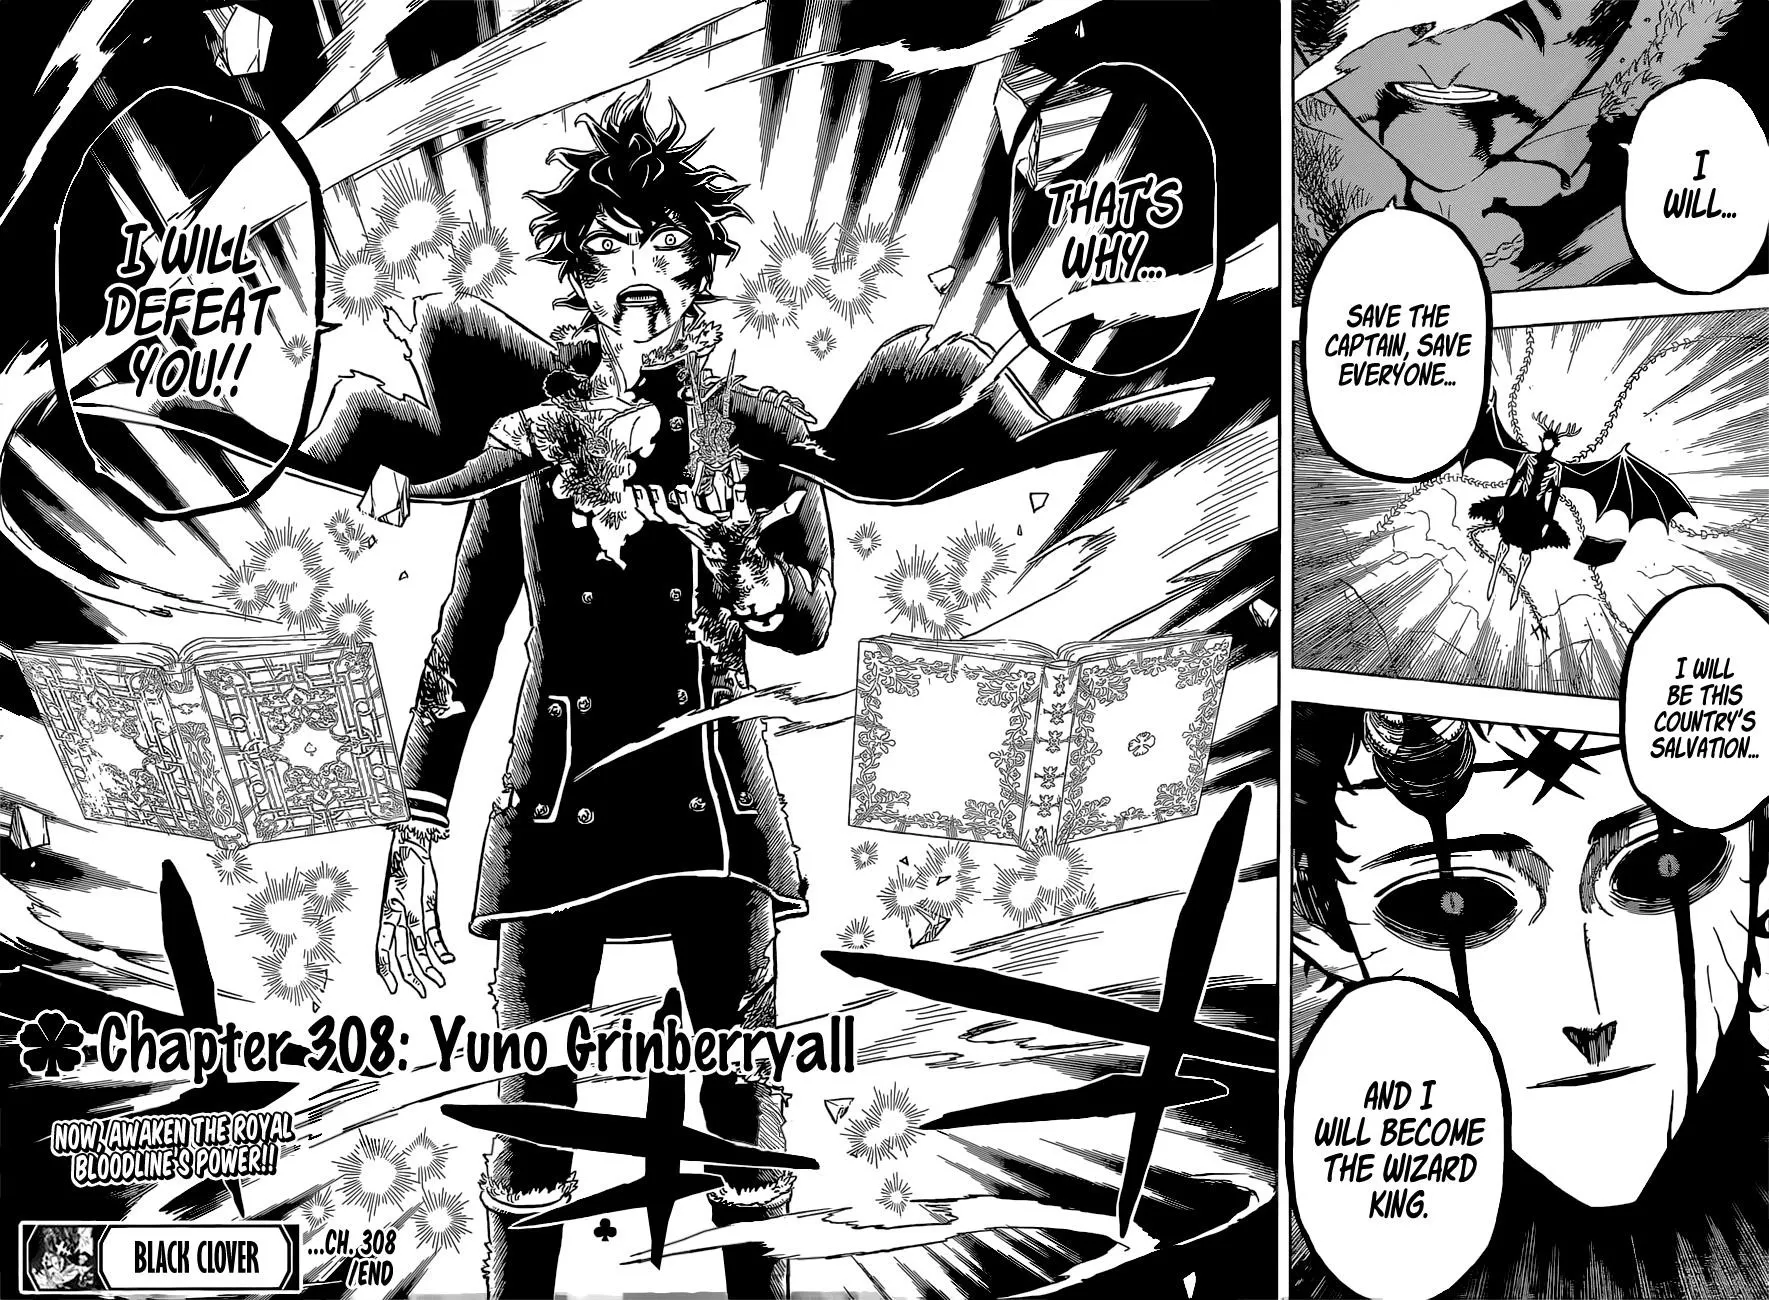 I
WILL...
SAVE THE
CAPTAIN, SAVE
EVERYONE...
I WILL
BE THIS
COUNTRY'S
SALVATION...
AND I
WILL BECOME
THE WIZARD
KING.
THAT'S
WHY...
I WILL
DEFEAT
YOU!!
Chapter 308: Yuno Grinberryall
NOW, AWAKEN THE ROYAL
BLOODLINE'S POWER!!
BLACK CLOVER
...CH. 308
/END